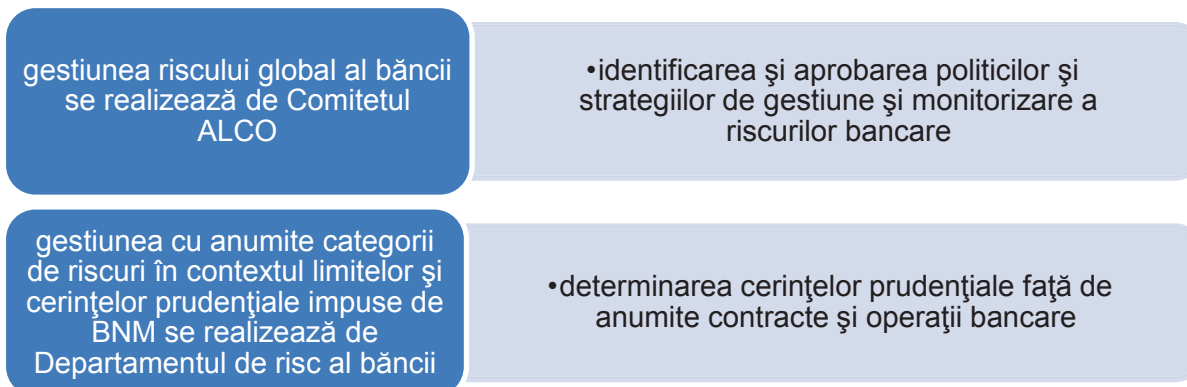 gestiunea riscului global al băncii
se realizează de Comitetul
ALCO
•identificarea şi aprobarea politicilor şi
strategiilor de gestiune şi monitorizare a
riscurilor bancare
gestiunea cu anumite categorii
de riscuri în contextul limitelor şi
cerinţelor prudenţiale impuse de
BNM se realizează de
Departamentul de risc al băncii
•determinarea cerinţelor prudenţiale faţă de
anumite contracte şi operaţii bancare